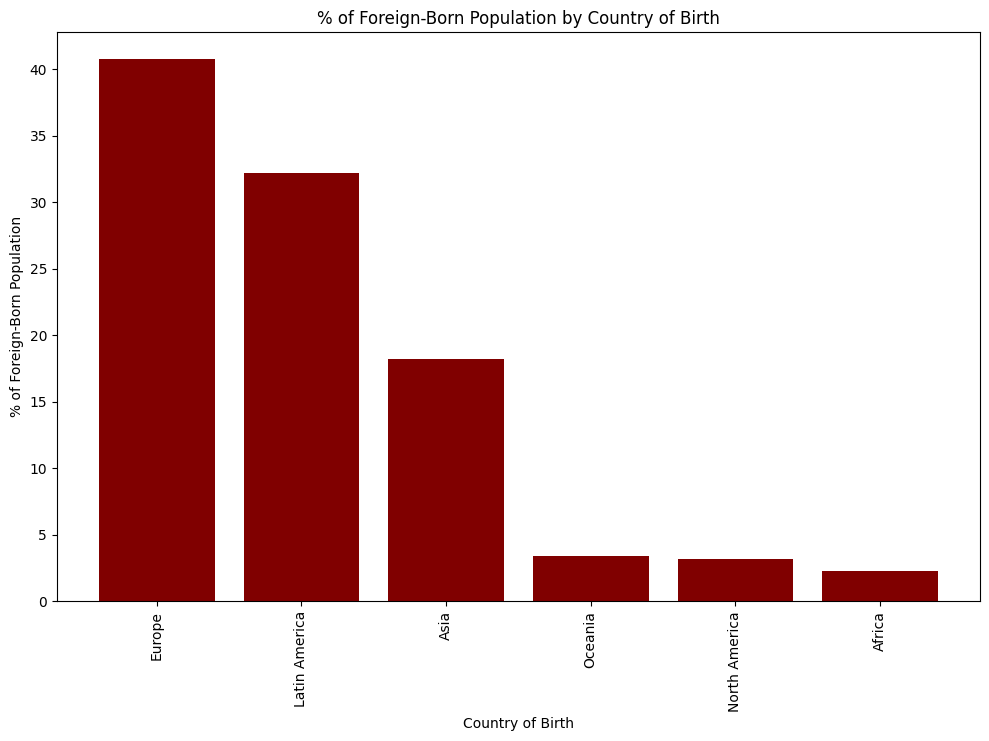 % of Foreign-Born Population by Country of Birth
% of Foreign-Born Population
40
35
30
25
20
15
10
5
0
Europe
Latin America
Asia
Oceania
North America
Africa
Country of Birth